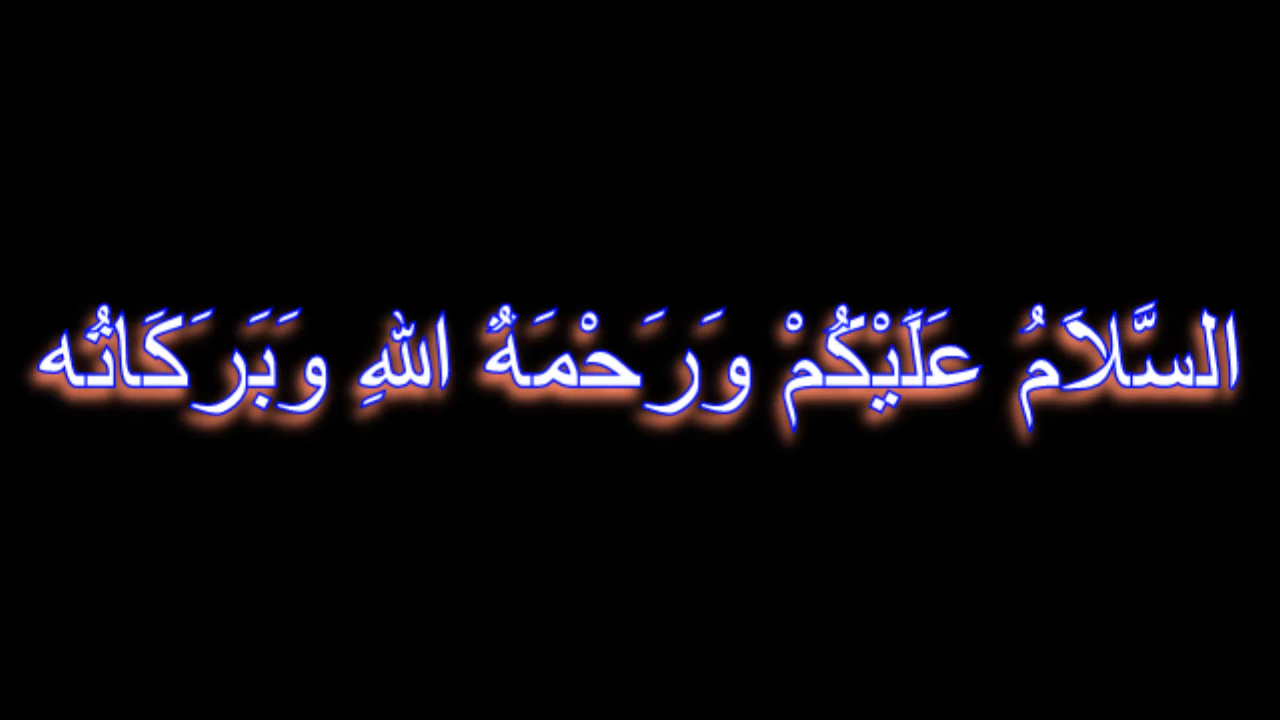 السَّلاَمُ عَلَيْكُمْ وَرَحْمَةُ اللهِ وَبَرَكَاتُه